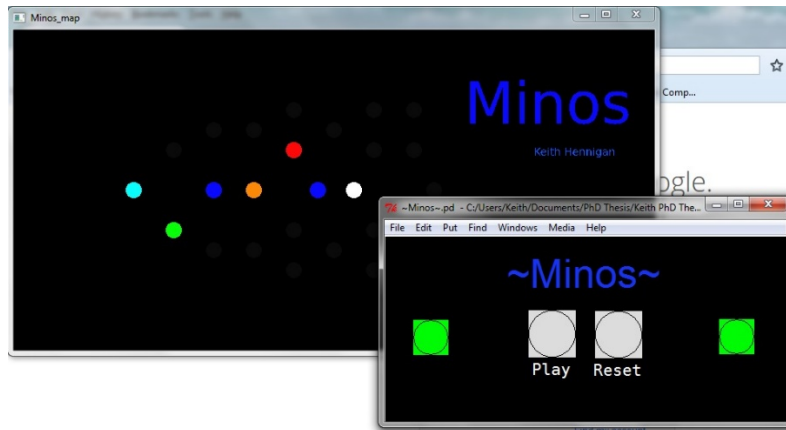 Minos_map
Minos
Keith Hennigan
Comp...
ogle.
~Minos~.pd - C:/Users/Keith/Documents/PhD Thesis/Keith PhD The...
File Edit Put Find Windows Media Help
~Minos~
Play Reset